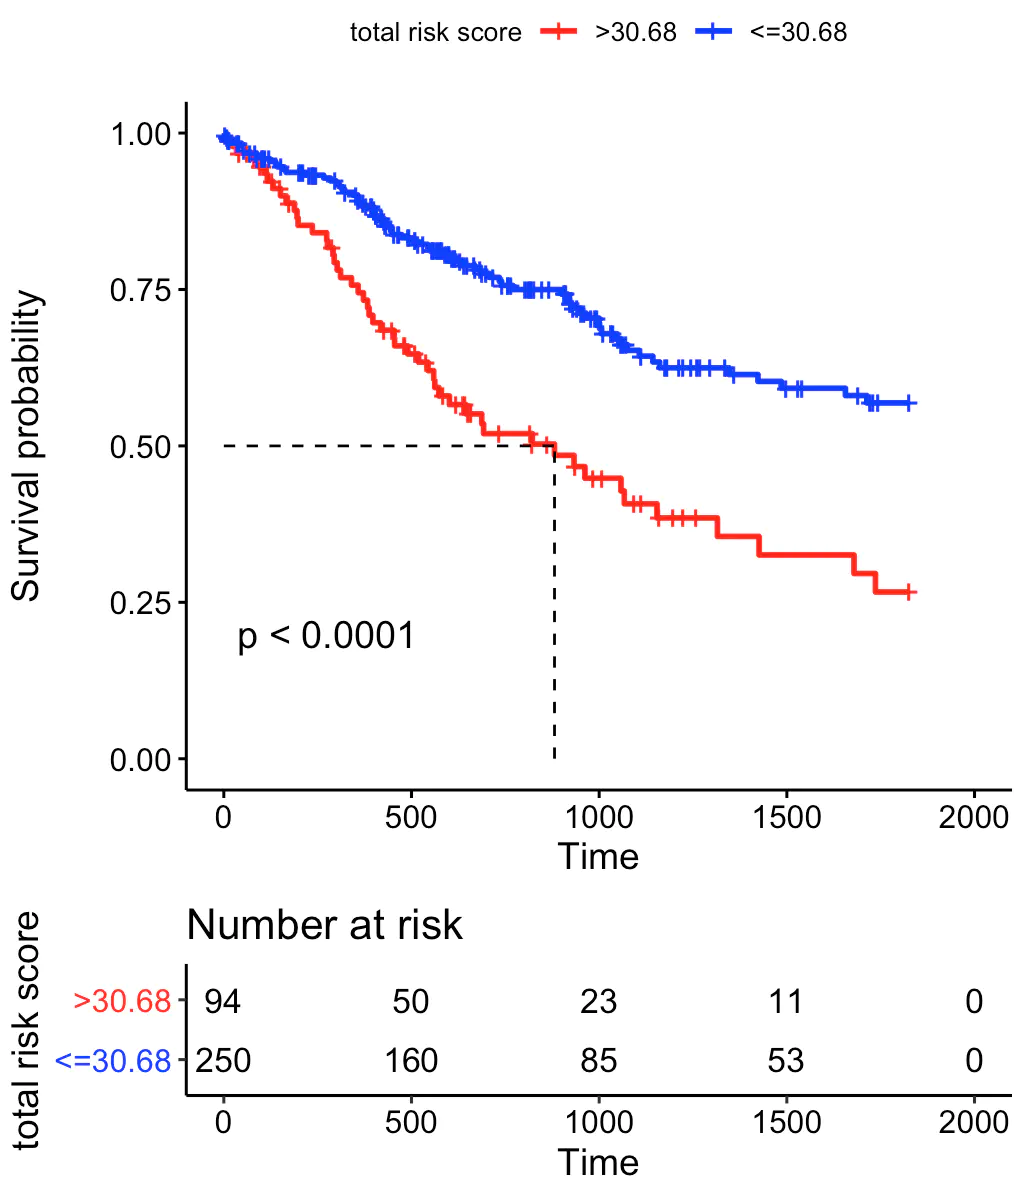 total risk score >30.68 <=30.68
1.00
0.75
0.50
0.25
0.00
Survival probability
p < 0.0001
0 500 1000 1500 2000
Time
Number at risk
total risk score
>30.68 94 50 23 11 0
<=30.68 250 160 85 53 0
0 500 1000 1500 2000
Time